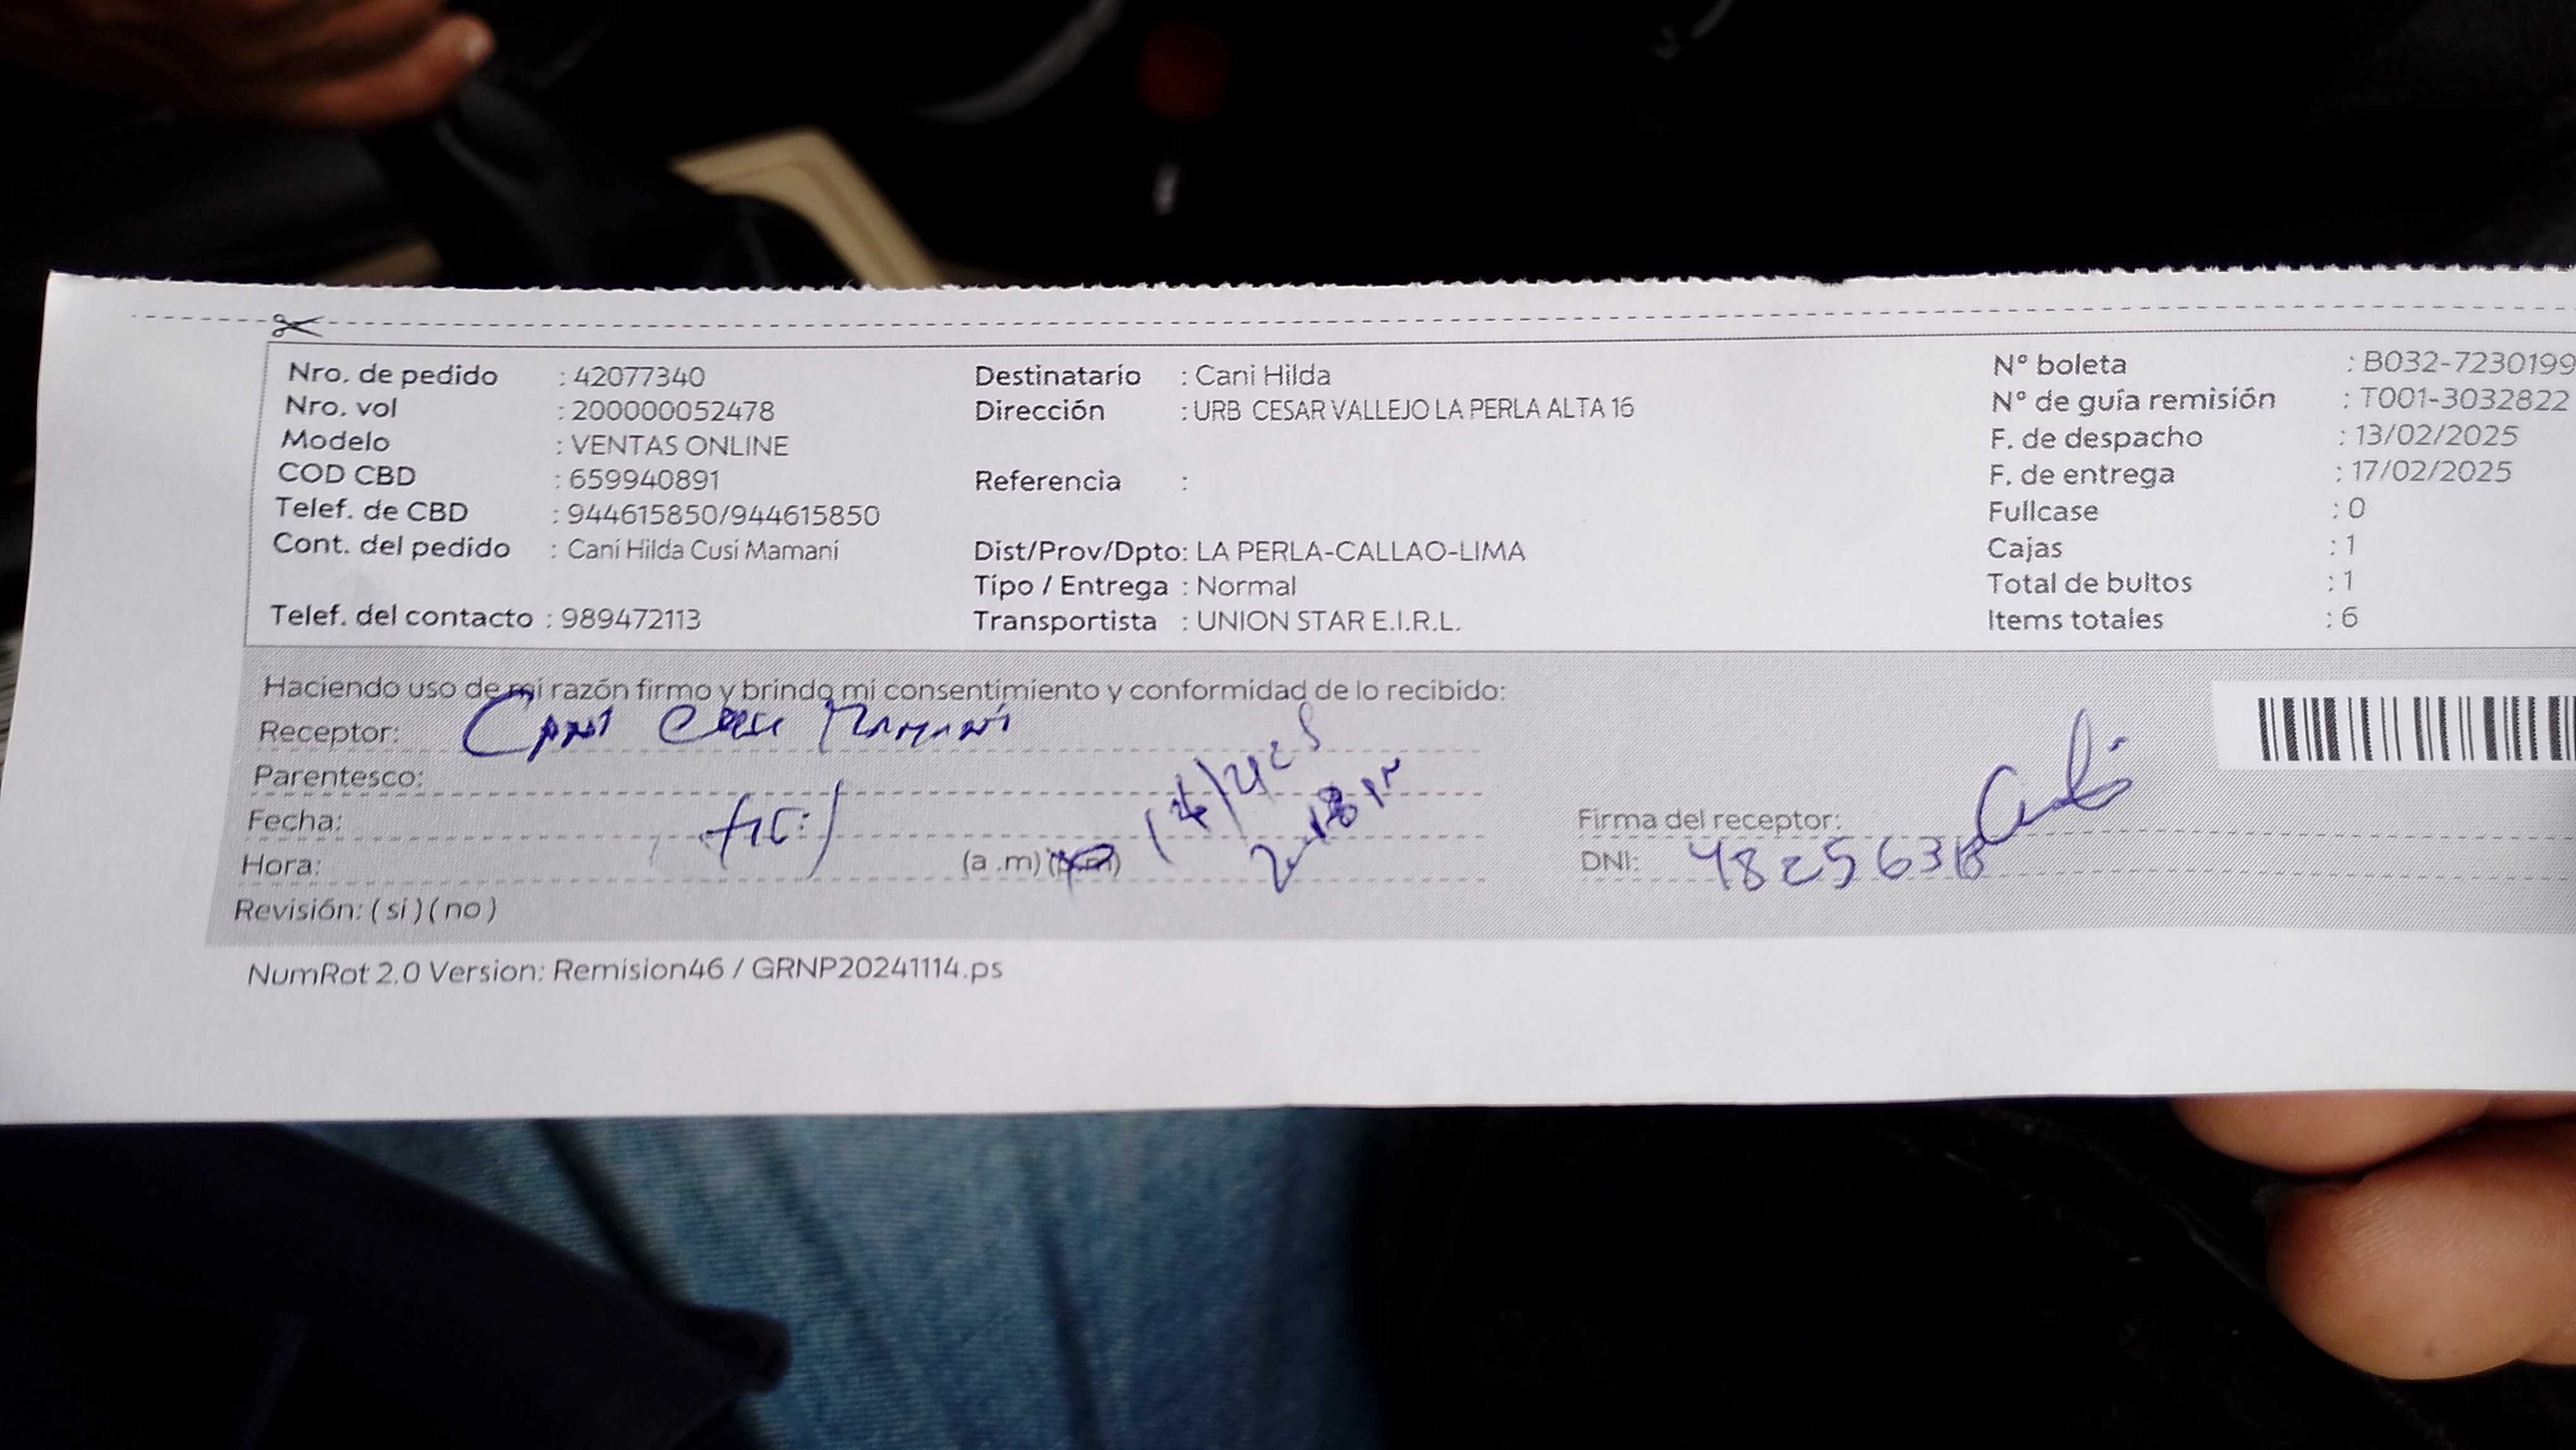 Nro. de pedido : 42077340
Nro. vol : 200000052478
Modelo : VENTAS ONLINE
COD CBD : 659940891
Telef. de CBD : 944615850/944615850
Cont. del pedido : Cani Hilda Cusi Mamani
Telef. del contacto : 989472113
Destinatario : Cani Hilda
Dirección : URB CESAR VALLEJO LA PERLA ALTA 16
Referencia :
Dist/Prov/Dpto: LA PERLA-CALLAO-LIMA
Tipo / Entrega : Normal
Transportista : UNION STAR E.I.R.L.
N° boleta : B032-7230199
N° de guía remisión : T001-3032822
F. de despacho : 13/02/2025
F. de entrega : 17/02/2025
Fullcase : 0
Cajas : 1
Total de bultos : 1
Items totales : 6
Haciendo uso de mi razón firmo y brindo mi consentimiento y conformidad de lo recibido:
Receptor: Cani Cusi Mamani
Parentesco:
Fecha:
Hora: (a .m)
Revisión: ( si ) ( no )
Firma del receptor:
DNI: 4825638
NumRot 2.0 Version: Remision46 / GRNP20241114.ps